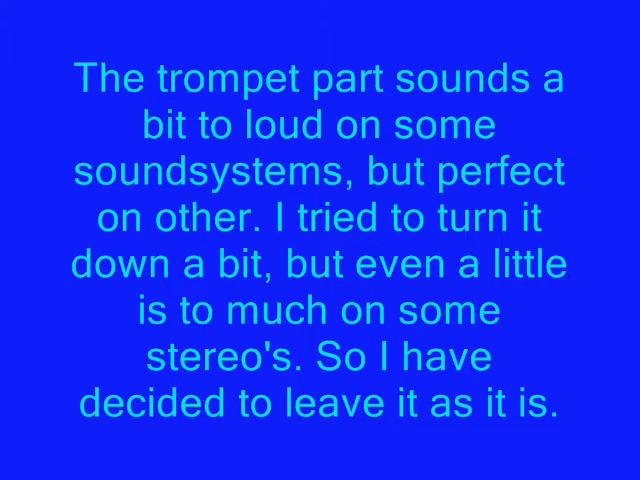 The trompet part sounds a
bit to loud on some
soundsystems, but perfect
on other. I tried to turn it
down a bit, but even a little
is to much on some
stereo's. So I have
decided to leave it as it is.